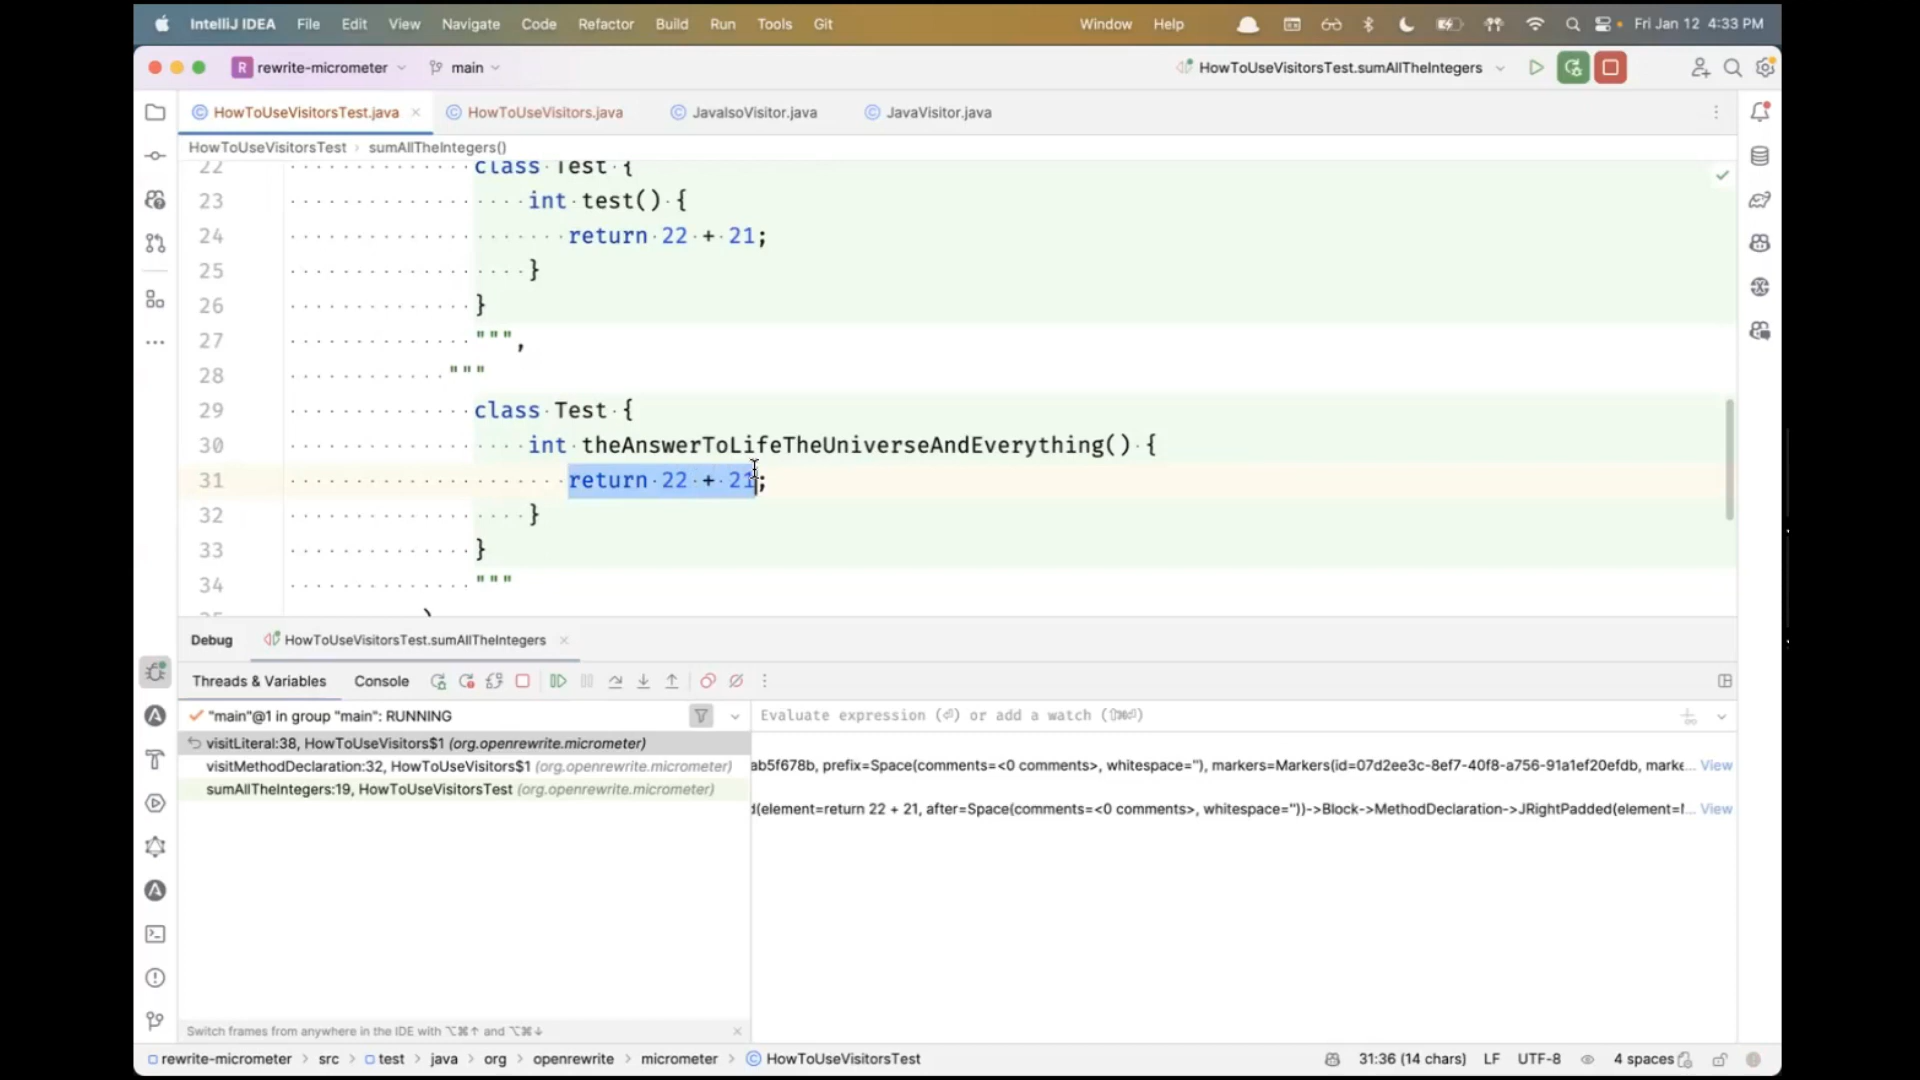 IntelliJ IDEA File Edit View Navigate Code Refactor Build Run Tools Git Window Help Fri Jan 12 4:33 PM
R rewrite-micrometer main HowToUseVisitorsTest.sumAllTheIntegers
HowToUseVisitorsTest.java HowToUseVisitors.java JavaIsoVisitor.java JavaVisitor.java
HowToUseVisitorsTest › sumAllTheIntegers()
22 class Test {
23 int test() {
24 return 22 + 21;
25 }
26 }
27 """,
28 """
29 class Test {
30 int theAnswerToLifeTheUniverseAndEverything() {
31 return 22 + 21;
32 }
33 }
34 """
35 )
Debug HowToUseVisitorsTest.sumAllTheIntegers
Threads & Variables Console
"main"@1 in group "main": RUNNING Evaluate expression (⏎) or add a watch (⇧⌘⏎)
visitLiteral:38, HowToUseVisitors$1 (org.openrewrite.micrometer)
visitMethodDeclaration:32, HowToUseVisitors$1 (org.openrewrite.micrometer) ab5f678b, prefix=Space(comments=<0 comments>, whitespace=''), markers=Markers(id=07d2ee3c-8ef7-40f8-a756-91a1ef20efdb, marke... View
sumAllTheIntegers:19, HowToUseVisitorsTest (org.openrewrite.micrometer)
(element=return 22 + 21, after=Space(comments=<0 comments>, whitespace=''))->Block->MethodDeclaration->JRightPadded(element=... View
Switch frames from anywhere in the IDE with ⌥⌘↑ and ⌥⌘↓
rewrite-micrometer › src › test › java › org › openrewrite › micrometer › HowToUseVisitorsTest 31:36 (14 chars) LF UTF-8 4 spaces